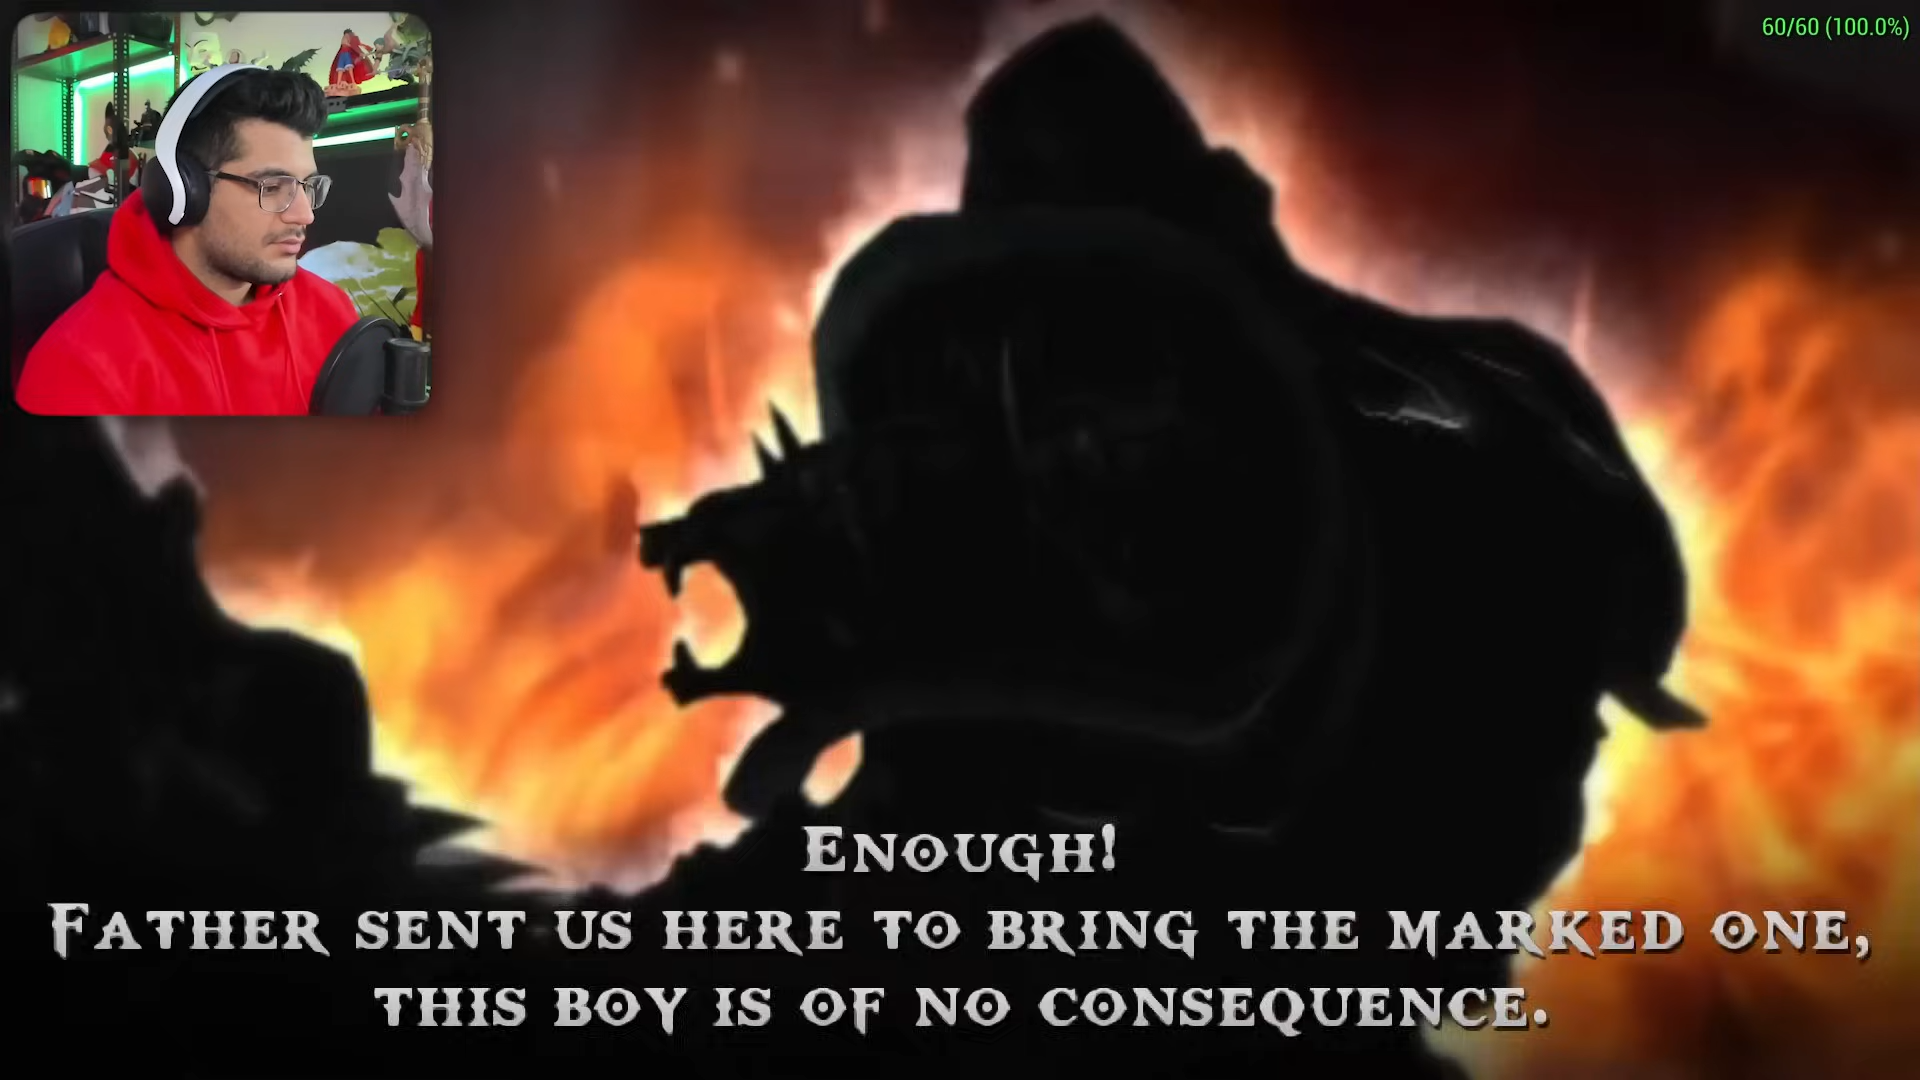 60/60 (100.0%)
Enough!
Father sent us here to bring the marked one,
this boy is of no consequence.